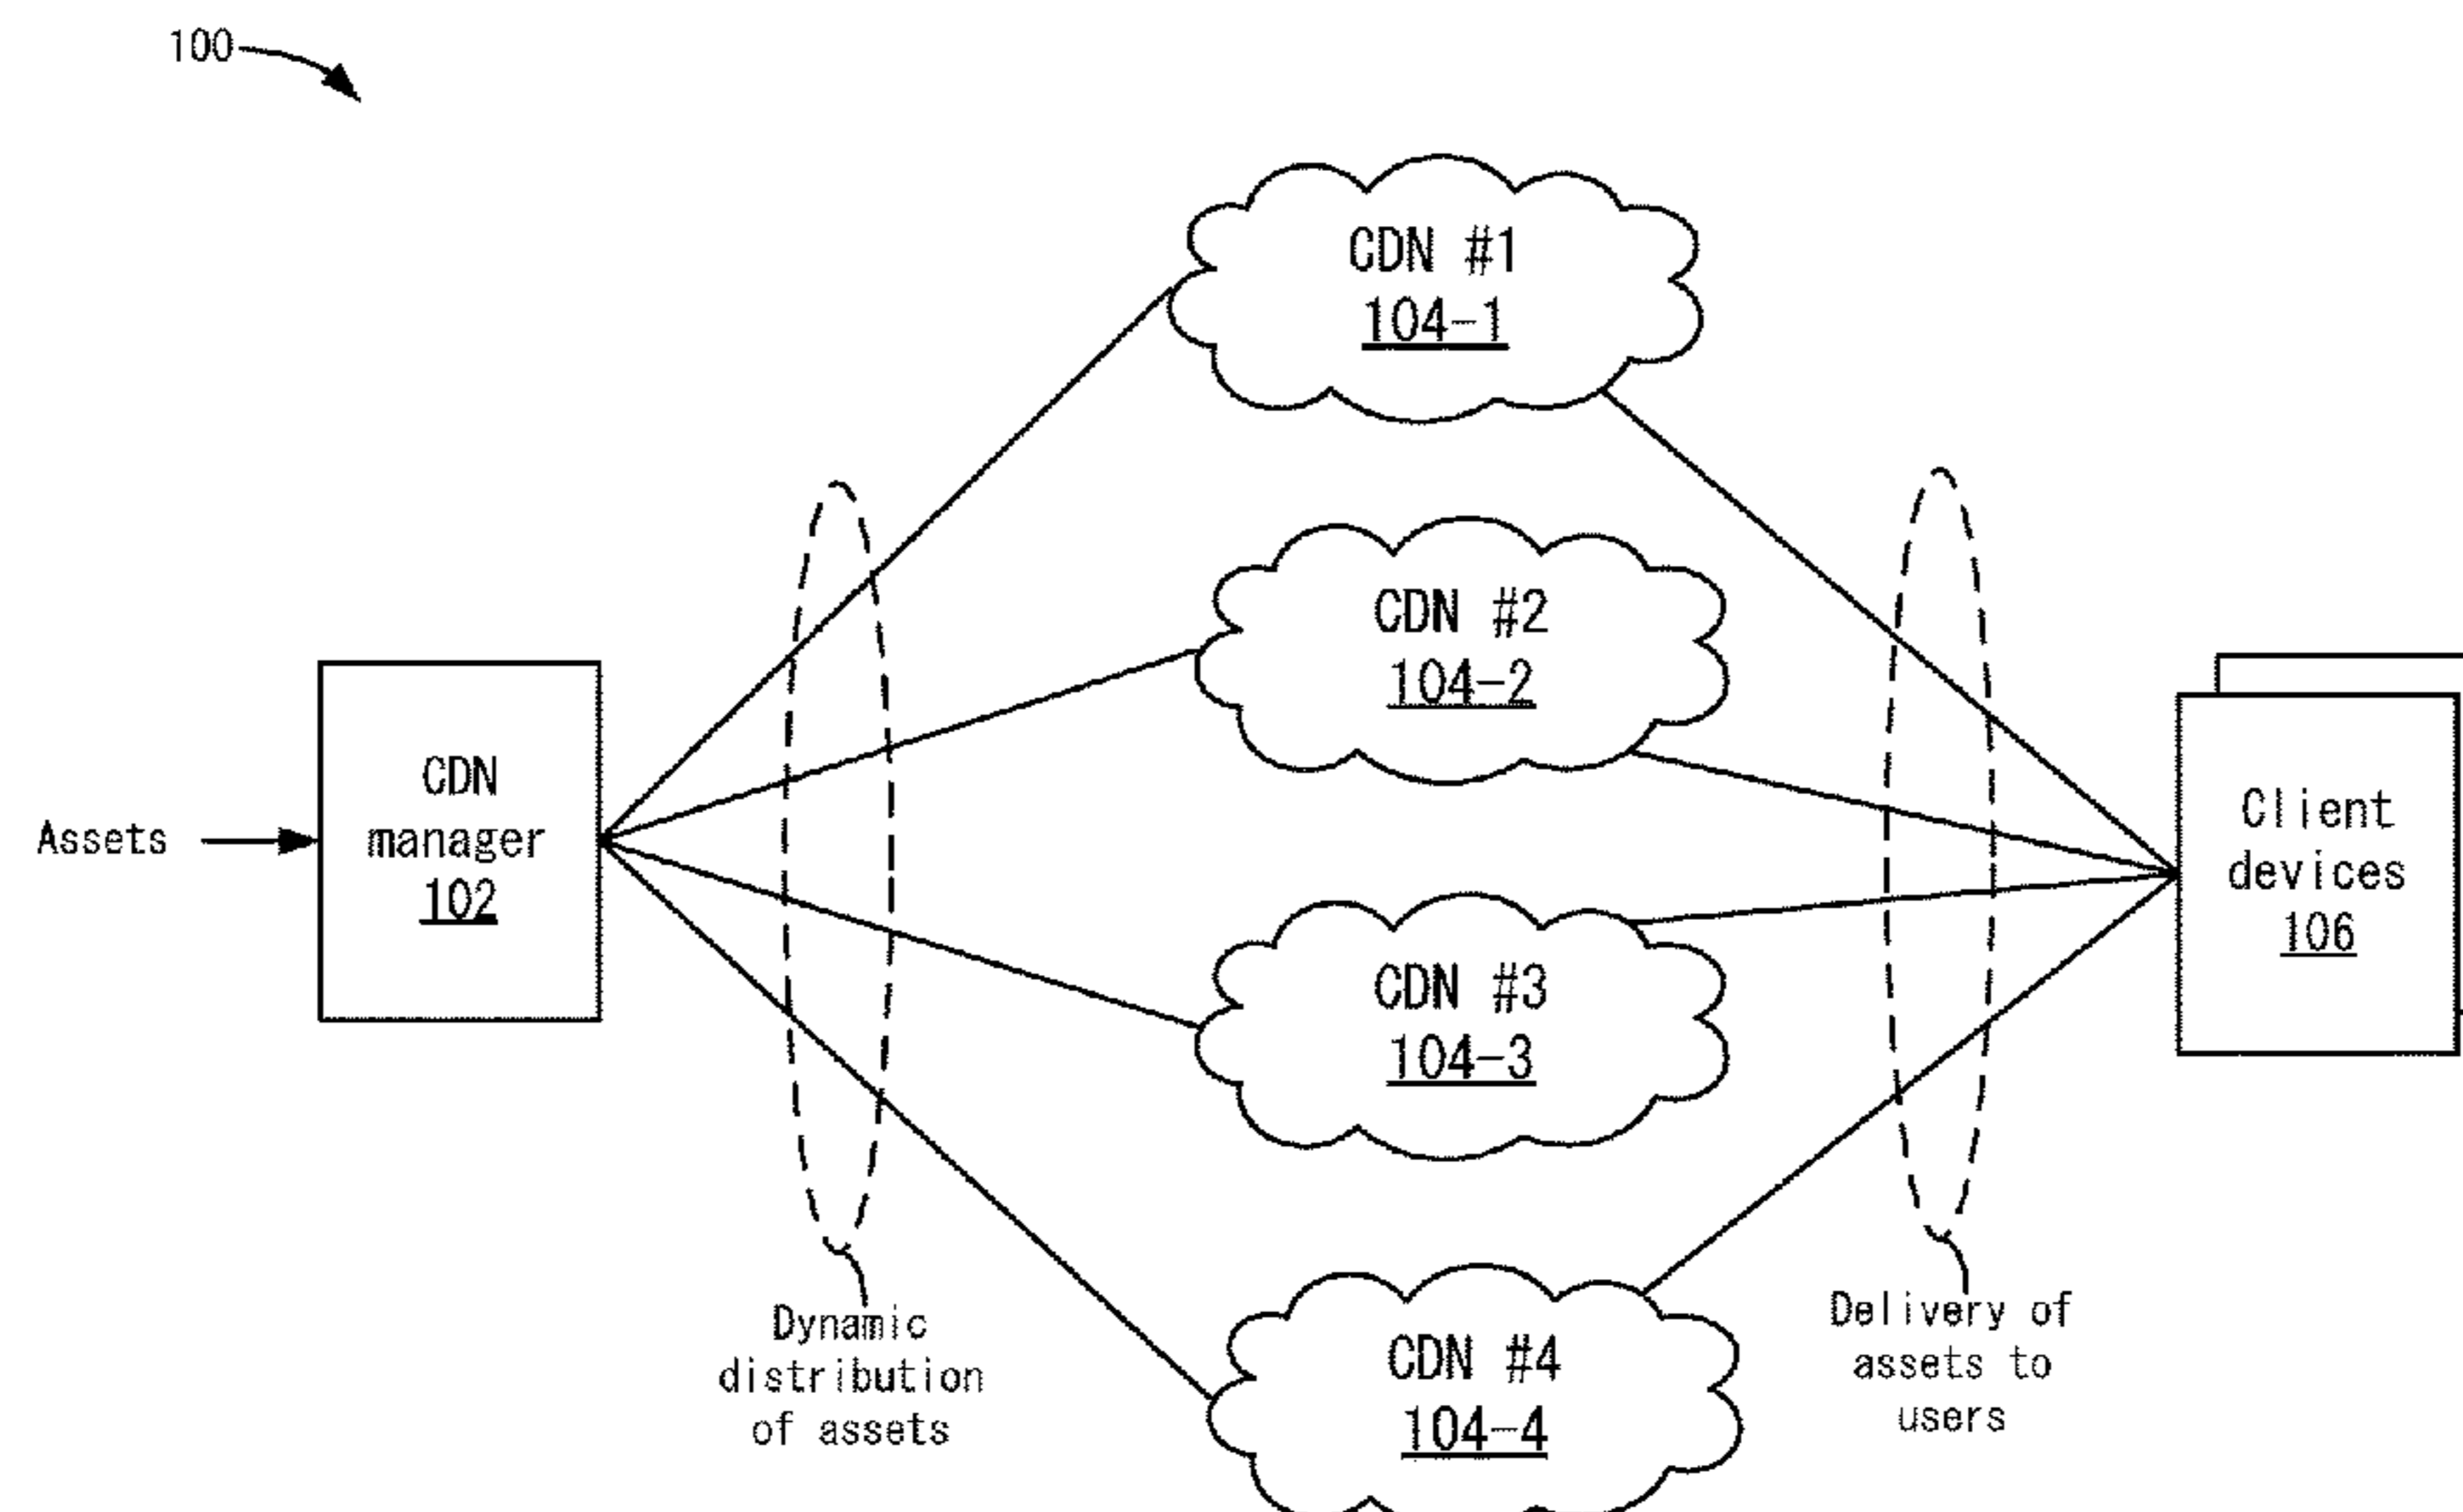 100
CDN #1
104-1
CDN #2
104-2
CDN
manager
102
Assets
Client
devices
106
CDN #3
104-3
CDN #4
104-4
Dynamic
distribution
of assets
Delivery of
assets to
users